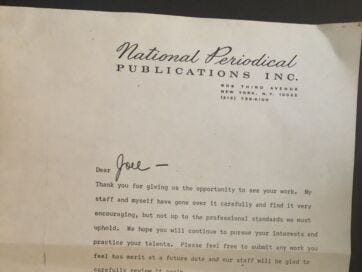 National Periodical
PUBLICATIONS INC.
909 THIRD AVENUE
NEW YORK, N.Y. 10022
Dear Joel —
Thank you for giving us the opportunity to see your work. My
staff and myself have gone over it carefully and find it very
encouraging, but not up to the professional standards we must
uphold. We hope you will continue to pursue your interests and
practice your talents. Please feel free to submit any work you
feel has merit at a future date and our staff will be glad to
carefully review it again